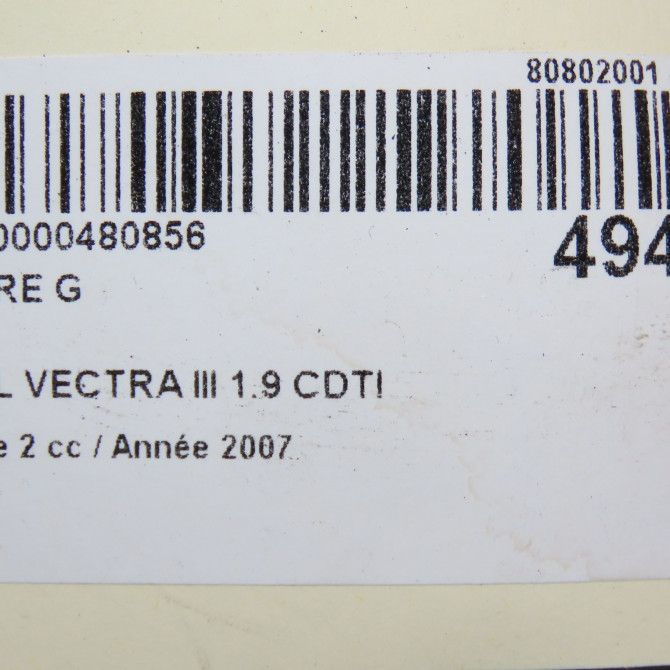 80802001
0000480856
494
RE G
L VECTRA III 1.9 CDTI
e 2 cc / Année 2007